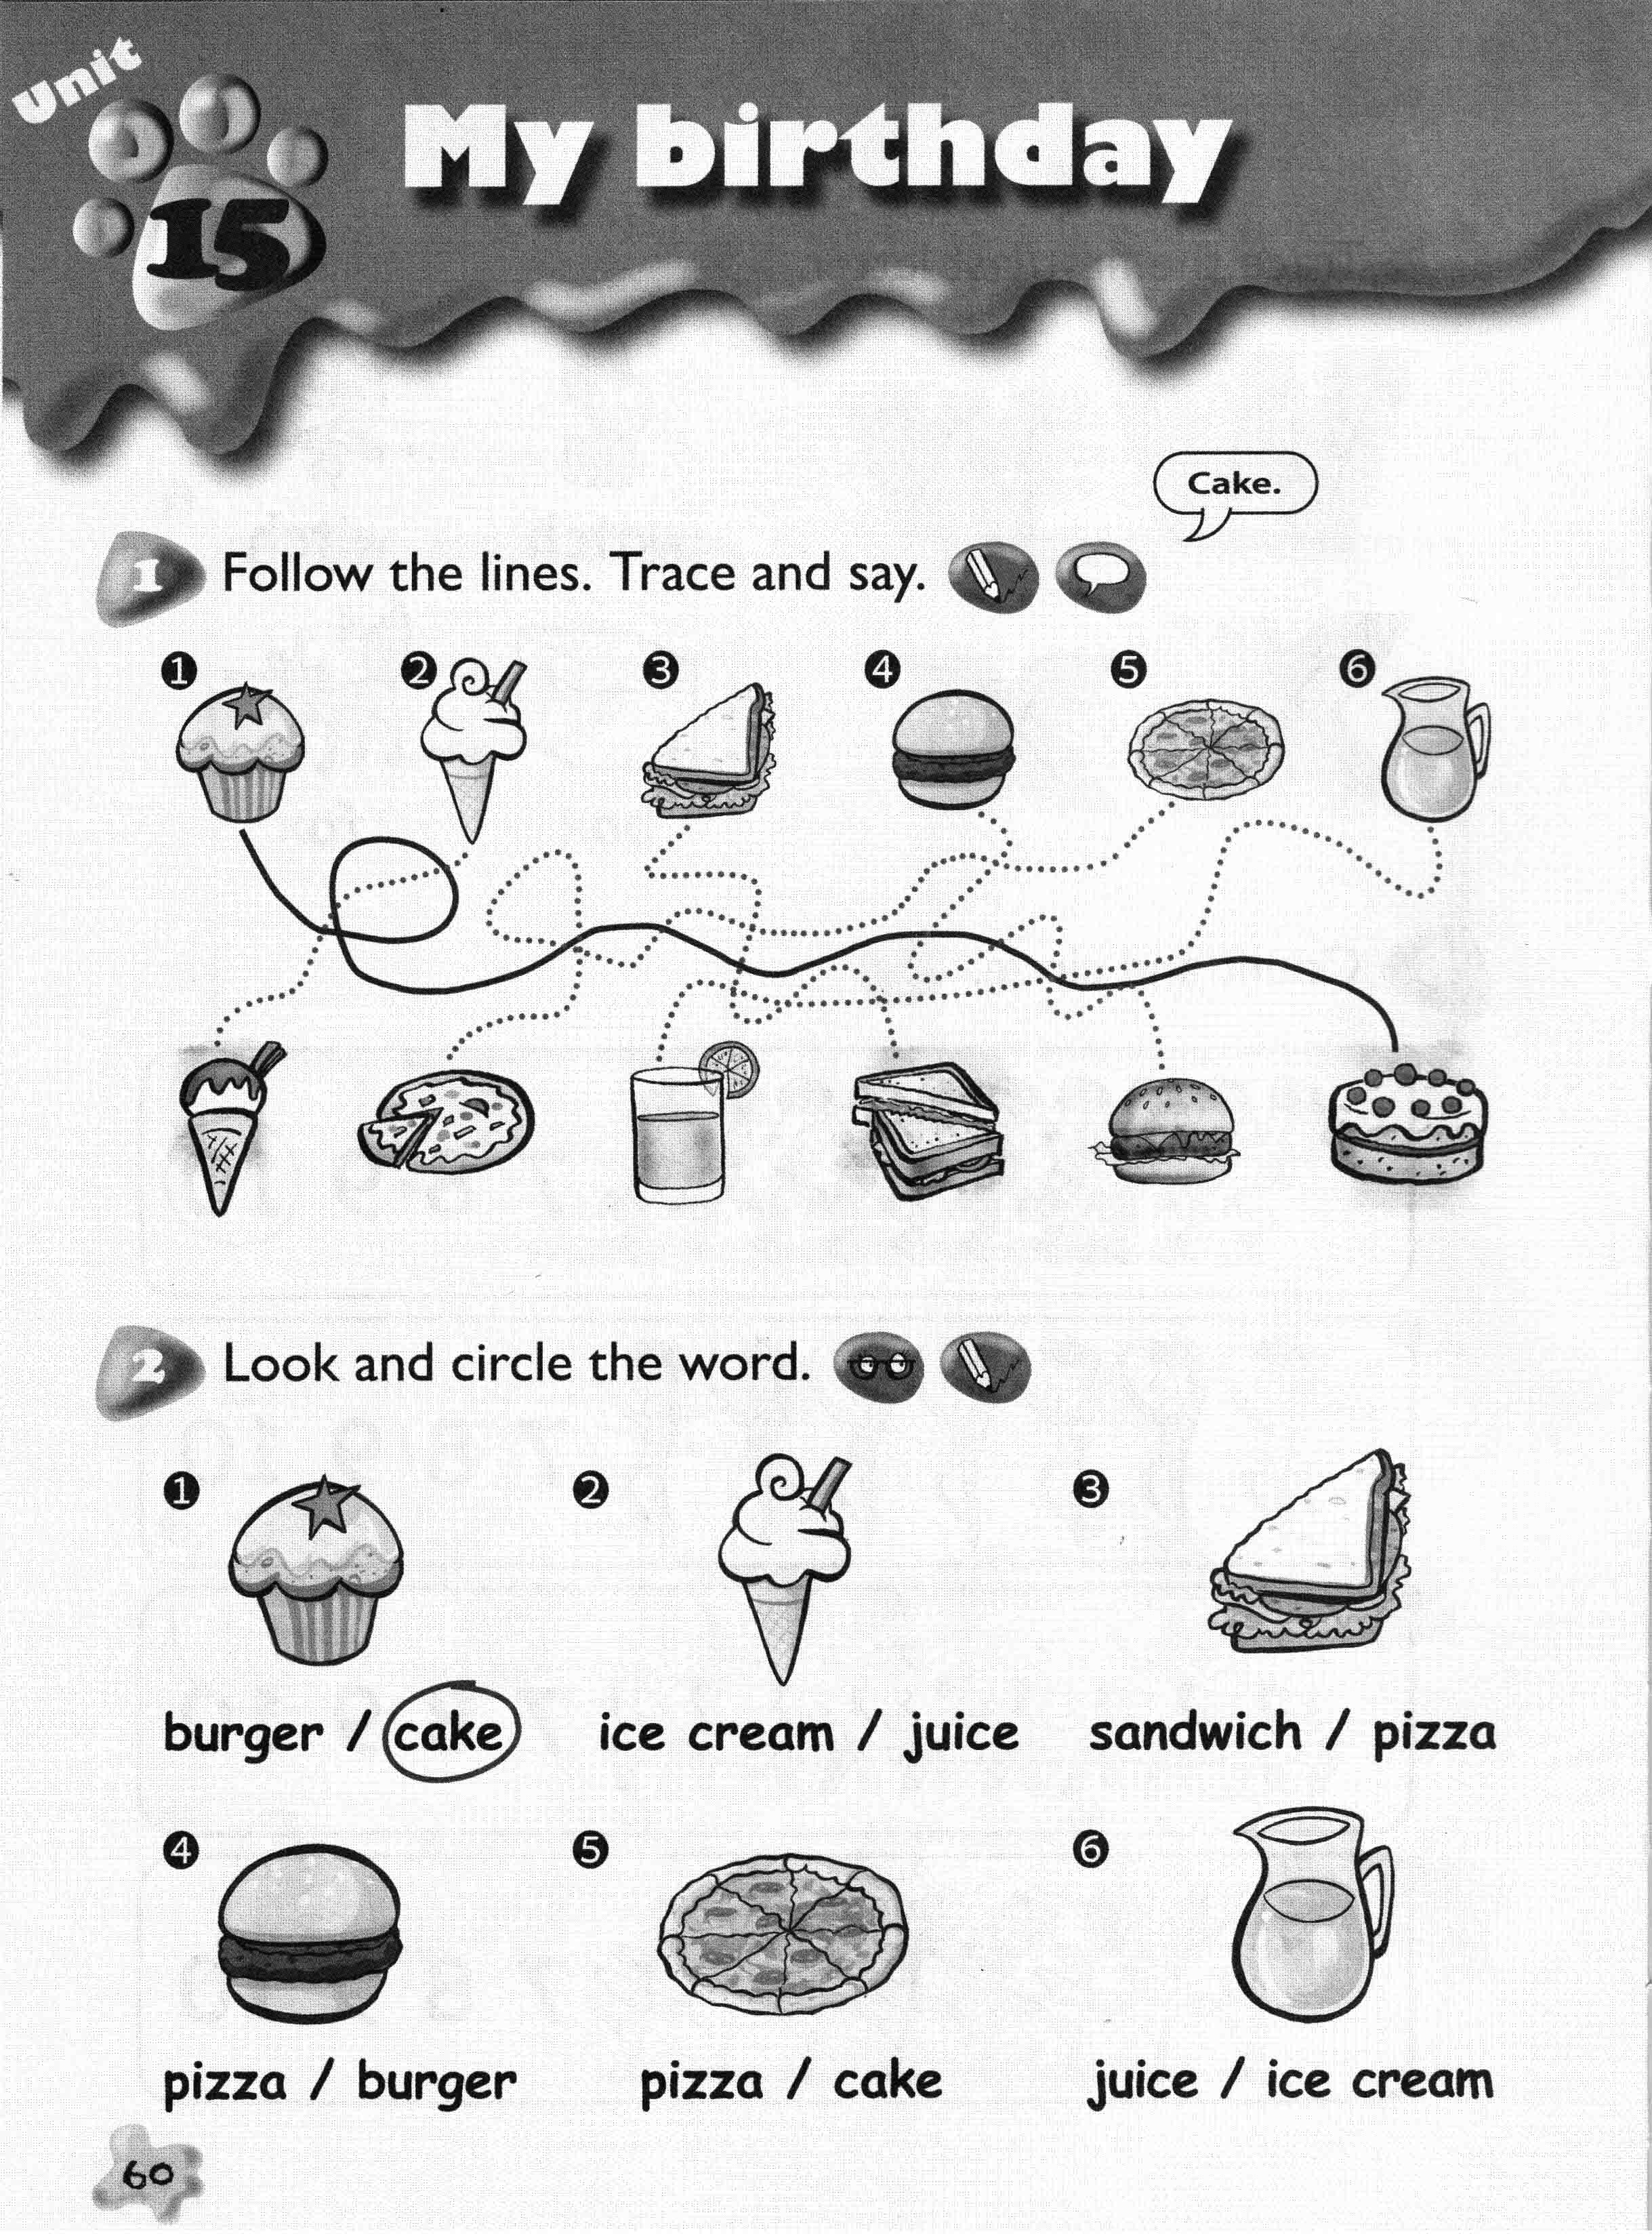 Unit
15
My birthday
Cake.
1 Follow the lines. Trace and say.
1 2 3 4 5 6
2 Look and circle the word.
1 2 3
burger / cake ice cream / juice sandwich / pizza
4 5 6
pizza / burger pizza / cake juice / ice cream
60